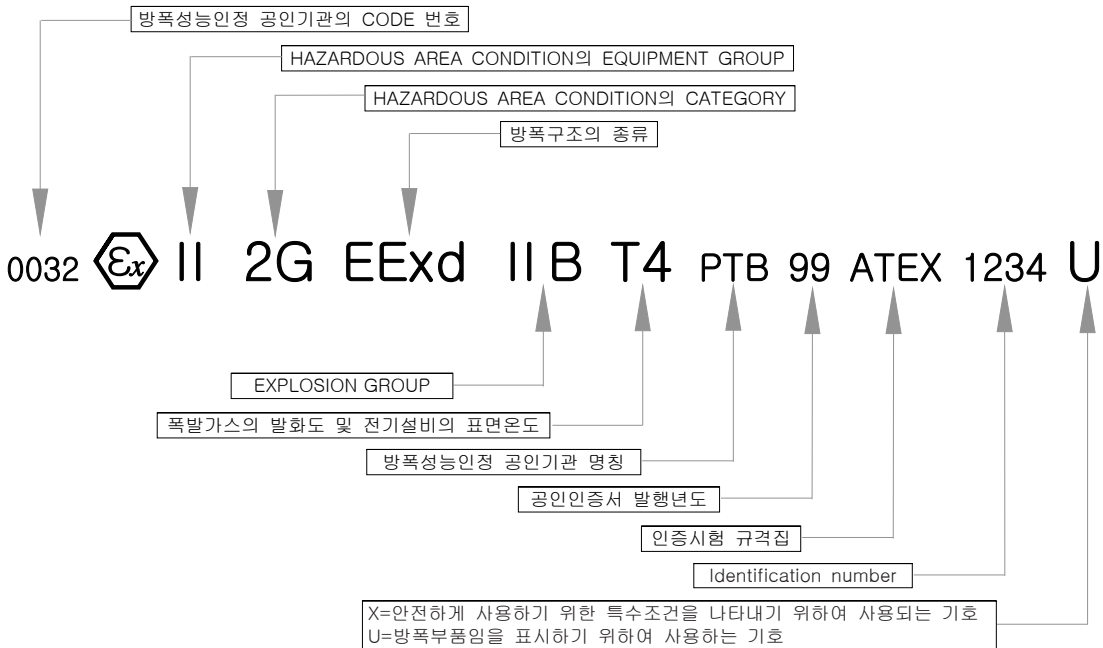 방폭성능인정 공인기관의 CODE 번호
HAZARDOUS AREA CONDITION의 EQUIPMENT GROUP
HAZARDOUS AREA CONDITION의 CATEGORY
방폭구조의 종류
0032 Ex II 2G EExd IIB T4 PTB 99 ATEX 1234 U
EXPLOSION GROUP
폭발가스의 발화도 및 전기설비의 표면온도
방폭성능인정 공인기관 명칭
공인인증서 발행년도
인증시험 규격집
Identification number
X=안전하게 사용하기 위한 특수조건을 나타내기 위하여 사용되는 기호
U=방폭부품임을 표시하기 위하여 사용하는 기호